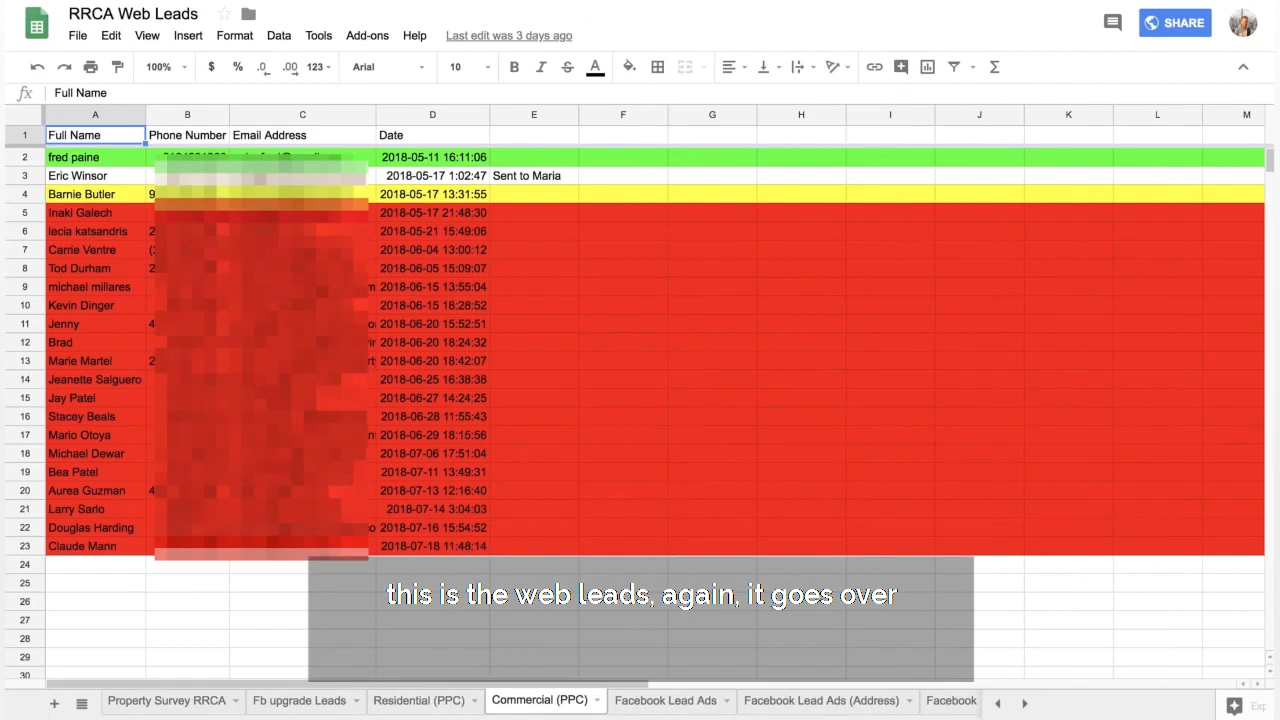 RRCA Web Leads
SHARE
File Edit View Insert Format Data Tools Add-ons Help Last edit was 3 days ago
100% $ % .0 .00 123 Arial 10 B I S A
fx Full Name
A B C D E F G H I J K L M
1 Full Name Phone Number Email Address Date
2 fred paine 2018-05-11 16:11:06
3 Eric Winsor 2018-05-17 1:02:47 Sent to Maria
4 Barnie Butler 9 2018-05-17 13:31:55
5 Inaki Galech 2018-05-17 21:48:30
6 lecia katsandris 2 2018-05-21 15:49:06
7 Carrie Ventre (2 2018-06-04 13:00:12
8 Tod Durham 2 2018-06-05 15:09:07
9 michael millares m 2018-06-15 13:55:04
10 Kevin Dinger 2018-06-15 18:28:52
11 Jenny 4 2018-06-20 15:52:51
12 Brad 2018-06-20 18:24:32
13 Marie Martel 2 2018-06-20 18:42:07
14 Jeanette Salguero 2018-06-25 16:38:38
15 Jay Patel 2018-06-27 14:24:25
16 Stacey Beals 2018-06-28 11:55:43
17 Mario Otoya 2018-06-29 18:15:56
18 Michael Dewar 2018-07-06 17:51:04
19 Bea Patel 2018-07-11 13:49:31
20 Aurea Guzman 4 2018-07-13 12:16:40
21 Larry Sarlo 2018-07-14 3:04:03
22 Douglas Harding 2018-07-16 15:54:52
23 Claude Mann 2018-07-18 11:48:14
24
25
26
27
28
29
30
this is the web leads, again, it goes over
Property Survey RRCA Fb upgrade Leads Residential (PPC) Commercial (PPC) Facebook Lead Ads Facebook Lead Ads (Address) Facebook